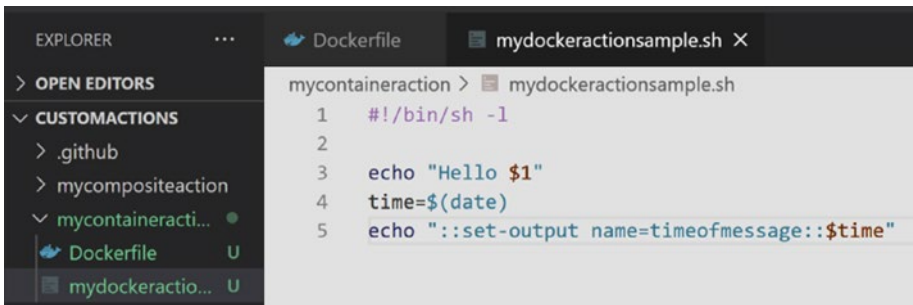 EXPLORER ...
OPEN EDITORS
CUSTOMACTIONS
.github
mycompositeaction
mycontaineracti...
Dockerfile U
mydockeractio... U
Dockerfile mydockeractionsample.sh
mycontaineraction > mydockeractionsample.sh
1 #!/bin/sh -l
2
3 echo "Hello $1"
4 time=$(date)
5 echo "::set-output name=timeofmessage::$time"